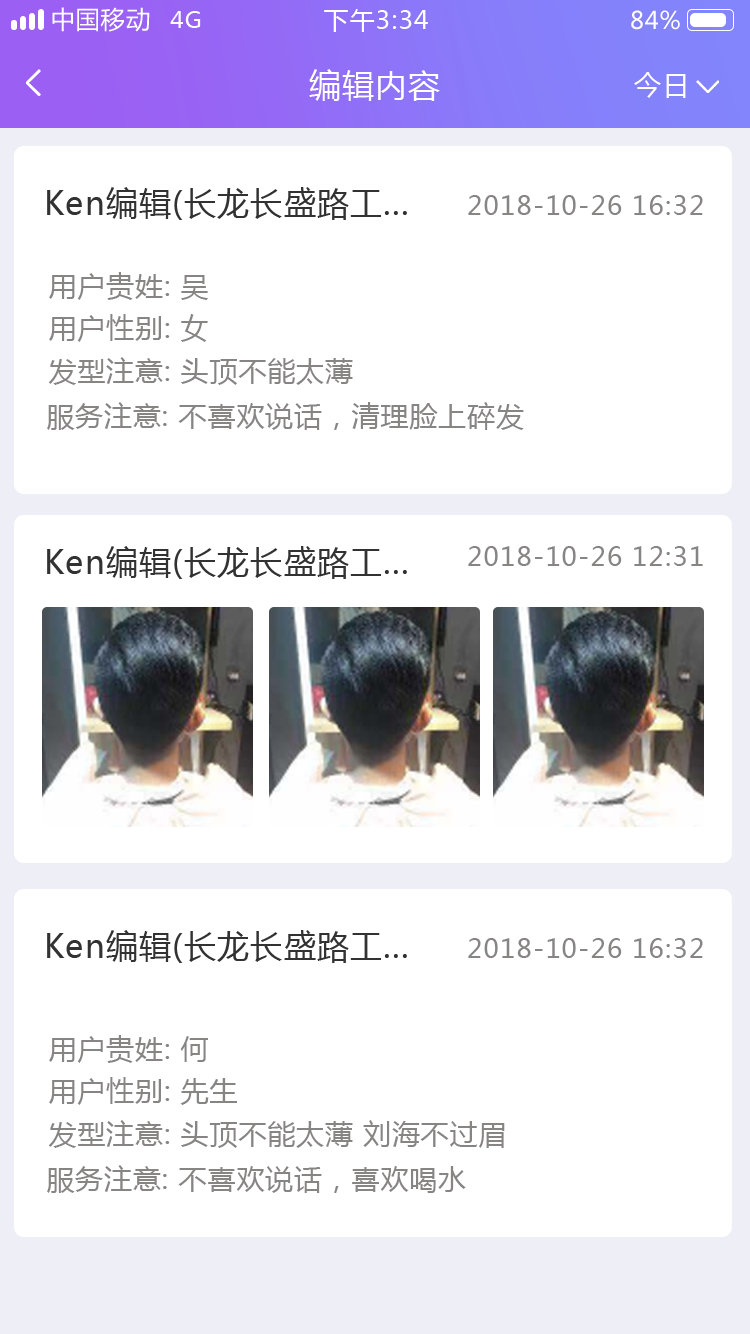 中国移动 4G 下午3:34 84%
编辑内容 今日
Ken编辑(长龙长盛路工... 2018-10-26 16:32
用户贵姓: 吴
用户性别: 女
发型注意: 头顶不能太薄
服务注意: 不喜欢说话，清理脸上碎发
Ken编辑(长龙长盛路工... 2018-10-26 12:31
Ken编辑(长龙长盛路工... 2018-10-26 16:32
用户贵姓: 何
用户性别: 先生
发型注意: 头顶不能太薄 刘海不过眉
服务注意: 不喜欢说话，喜欢喝水